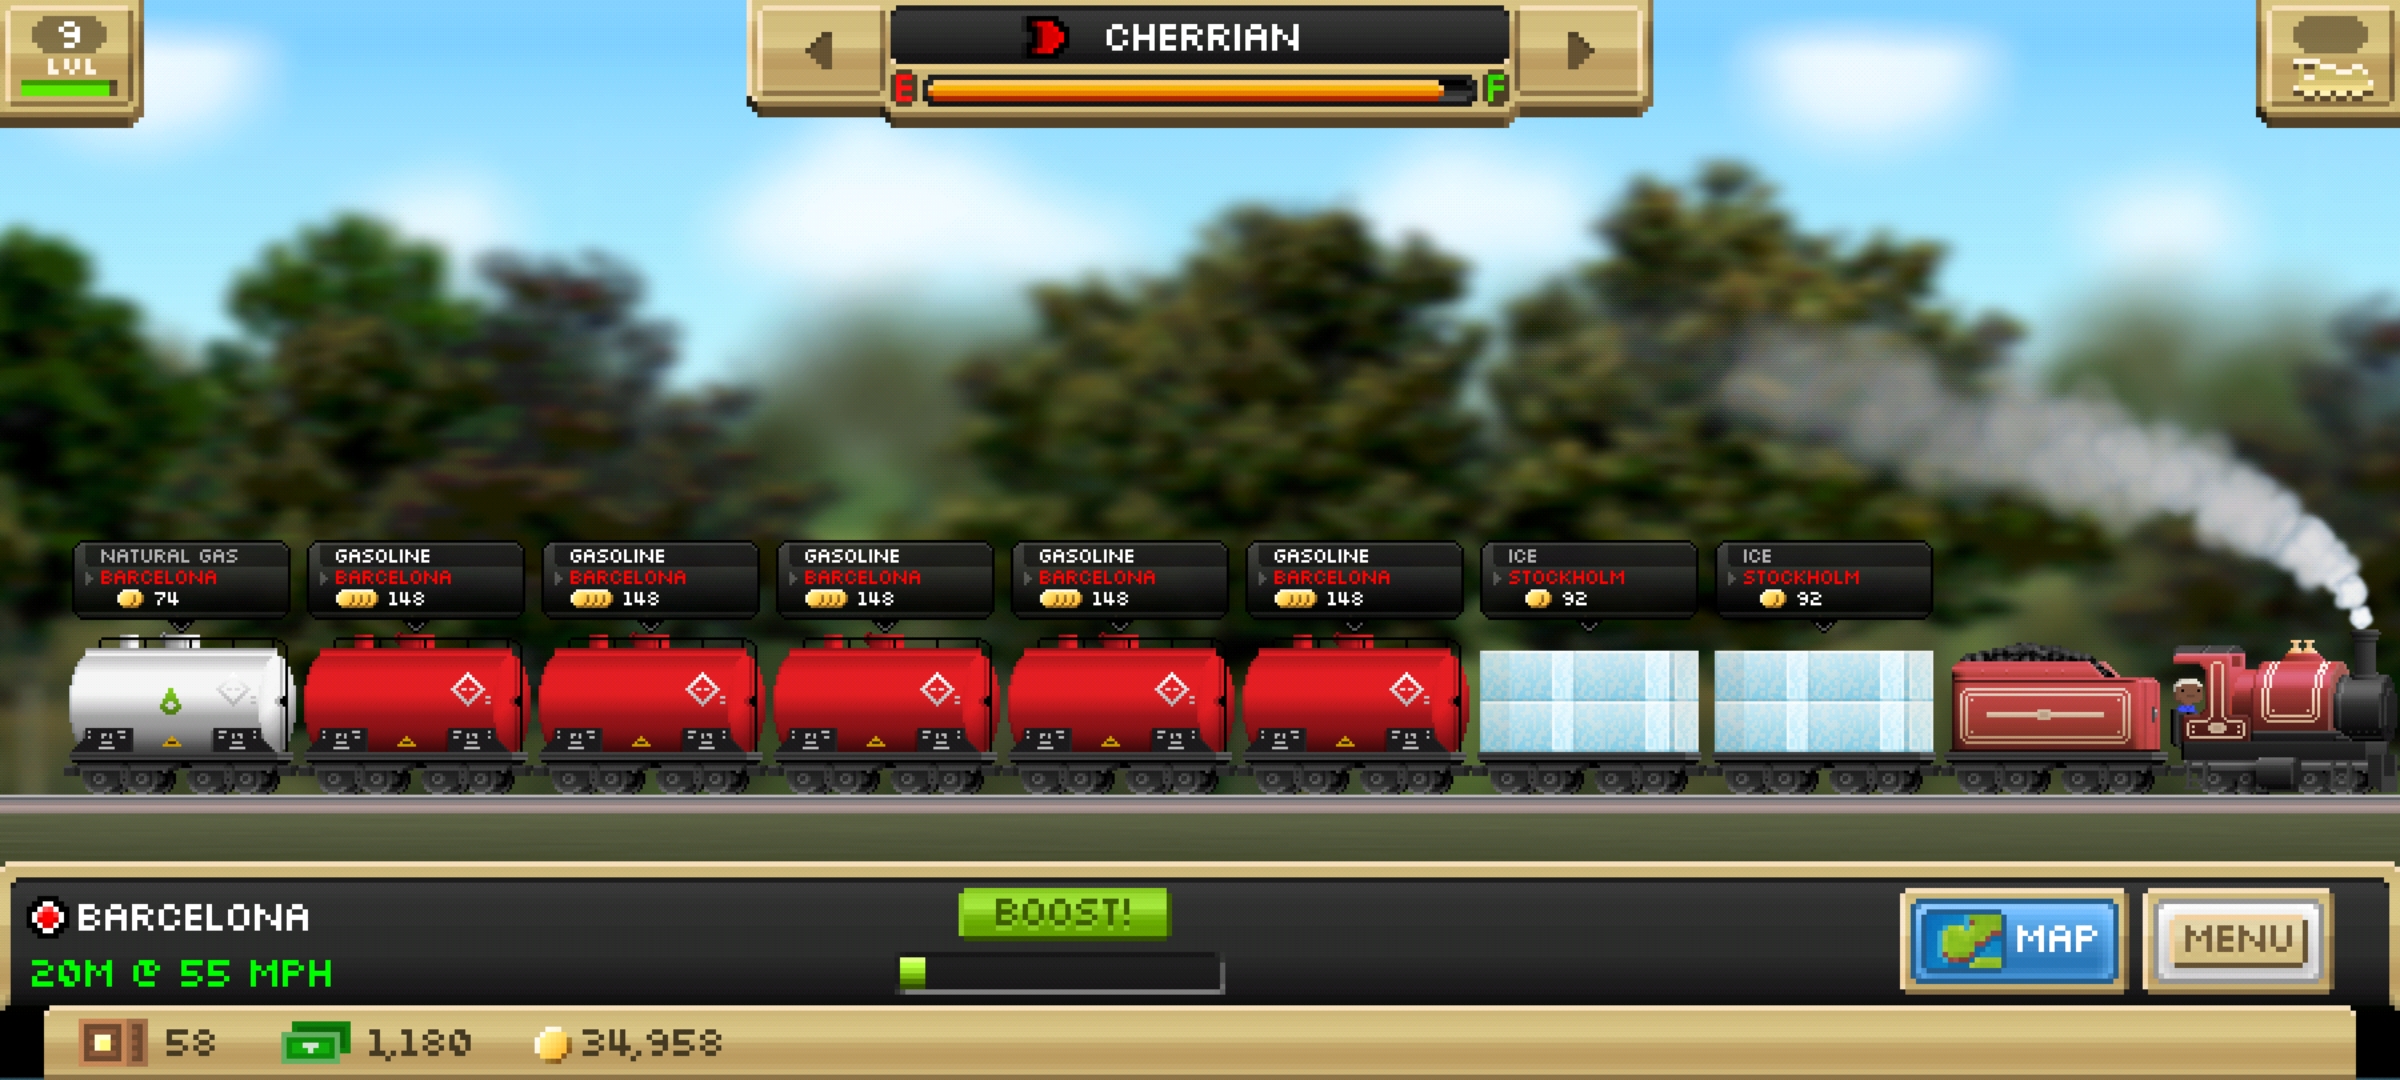 9
LVL
CHERRIAN
E F
NATURAL GAS
BARCELONA
74
GASOLINE
BARCELONA
148
GASOLINE
BARCELONA
148
GASOLINE
BARCELONA
148
GASOLINE
BARCELONA
148
GASOLINE
BARCELONA
148
ICE
STOCKHOLM
92
ICE
STOCKHOLM
92
BARCELONA
20M @ 55 MPH
BOOST!
MAP
MENU
58
1,180
34,958